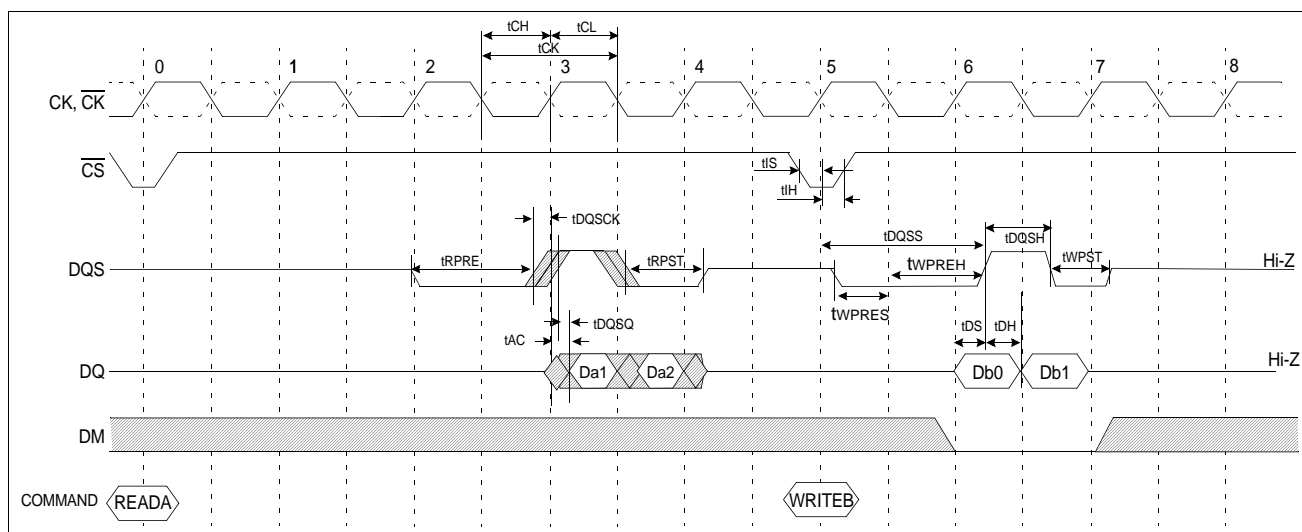 tCH tCL
tCK
0 1 2 3 4 5 6 7 8
CK, CK
CS
tIS
tIH
tDQSCK
tDQSS
tDQSH
tRPRE
tRPST
tWPREH
tWPST
DQS
Hi-Z
tWPRES
tDQSQ
tAC
tDS tDH
DQ
Da1 Da2
Db0 Db1
Hi-Z
DM
COMMAND READA WRITEB